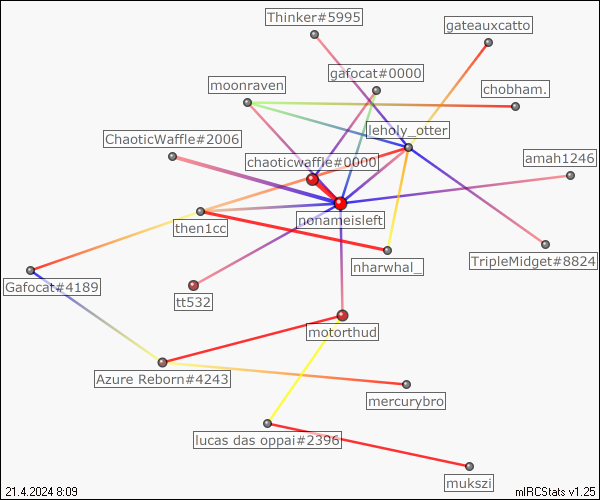 Thinker#5995
gateauxcatto
gafocat#0000
moonraven
chobham.
leholy_otter
ChaoticWaffle#2006
chaoticwaffle#0000
amah1246
nonameisleft
then1cc
TripleMidget#8824
nharwhal_
Gafocat#4189
tt532
motorthud
Azure Reborn#4243
mercurybro
lucas das oppai#2396
mukszi
21.4.2024 8:09
mIRCStats v1.25